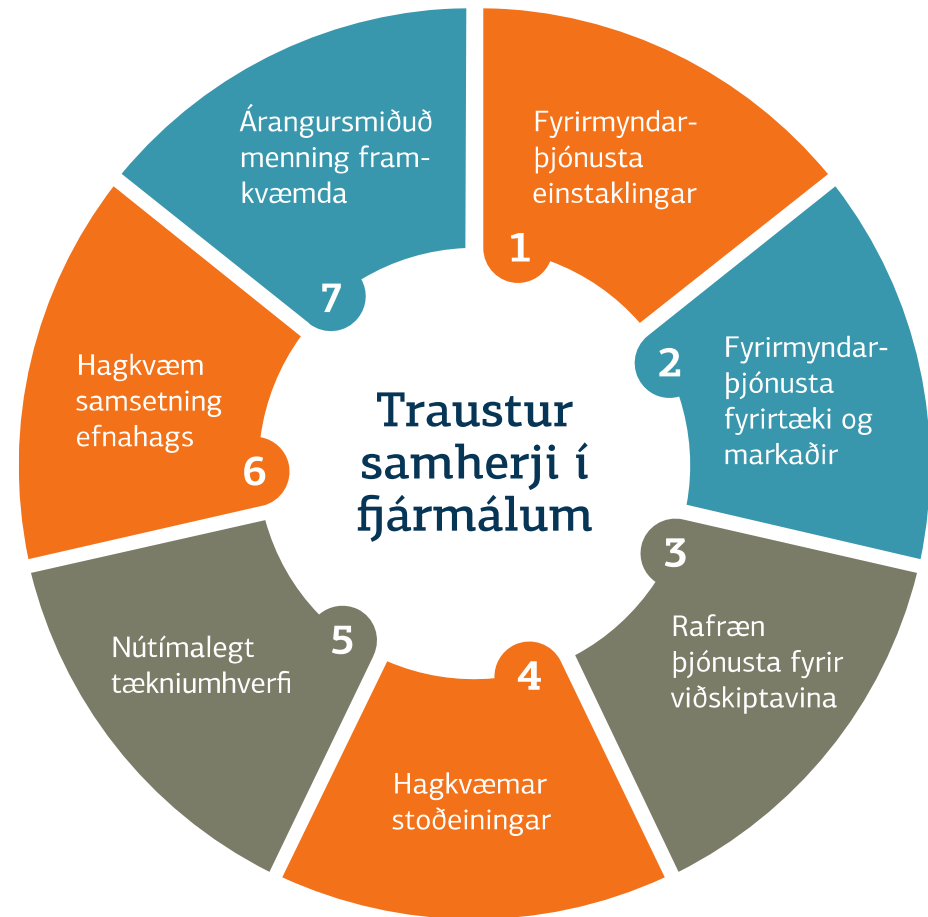 Traustur
samherji í
fjármálum
1
Fyrirmyndar-
þjónusta
einstaklingar
2
Fyrirmyndar-
þjónusta
fyrirtæki og
markaðir
3
Rafræn
þjónusta fyrir
viðskiptavina
4
Hagkvæmar
stoðeiningar
5
Nútímalegt
tækniumhverfi
6
Hagkvæm
samsetning
efnahags
7
Árangursmiðuð
menning fram-
kvæmda